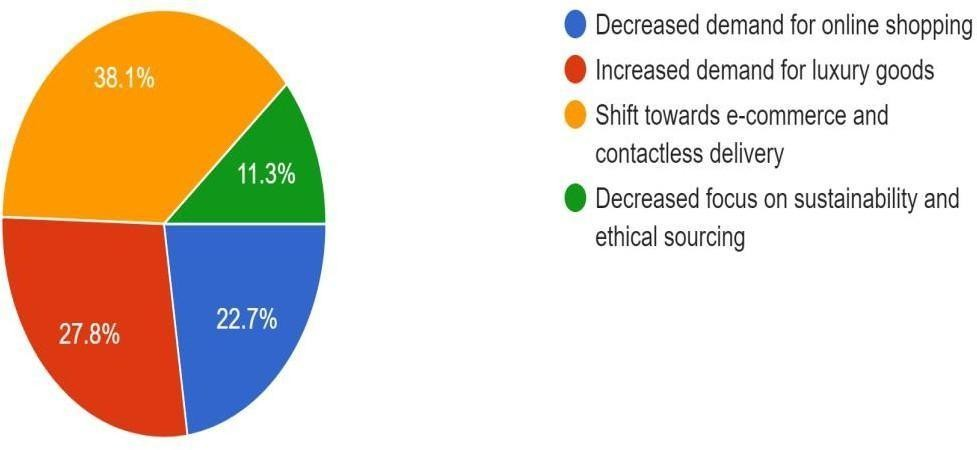 38.1%
11.3%
27.8%
22.7%
Decreased demand for online shopping
Increased demand for luxury goods
Shift towards e-commerce and
contactless delivery
Decreased focus on sustainability and
ethical sourcing